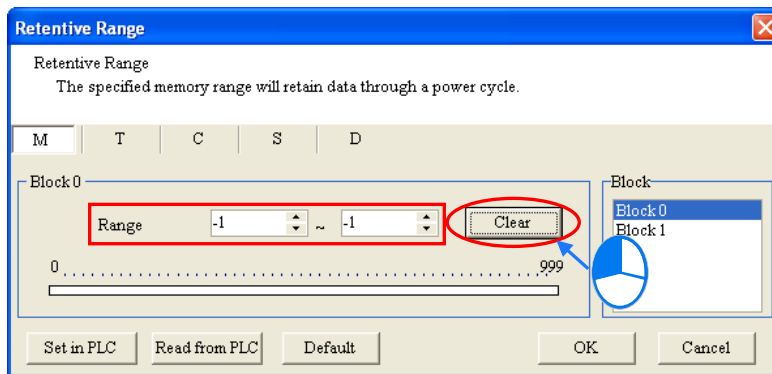 Retentive Range
Retentive Range
The specified memory range will retain data through a power cycle.
M T C S D
Block 0
Range -1 ~ -1 Clear
0 999
Block
Block 0
Block 1
Set in PLC Read from PLC Default OK Cancel